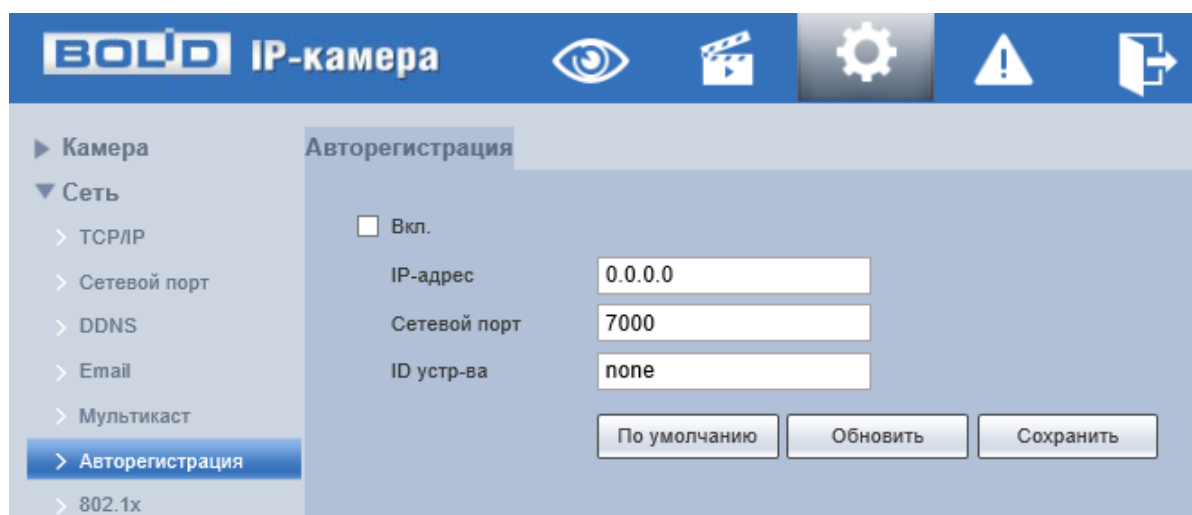 BOLID IP-камера
Камера
Сеть
TCP/IP
Сетевой порт
DDNS
Email
Мультикаст
Авторегистрация
802.1x
Авторегистрация
Вкл.
IP-адрес 0.0.0.0
Сетевой порт 7000
ID устр-ва none
По умолчанию Обновить Сохранить